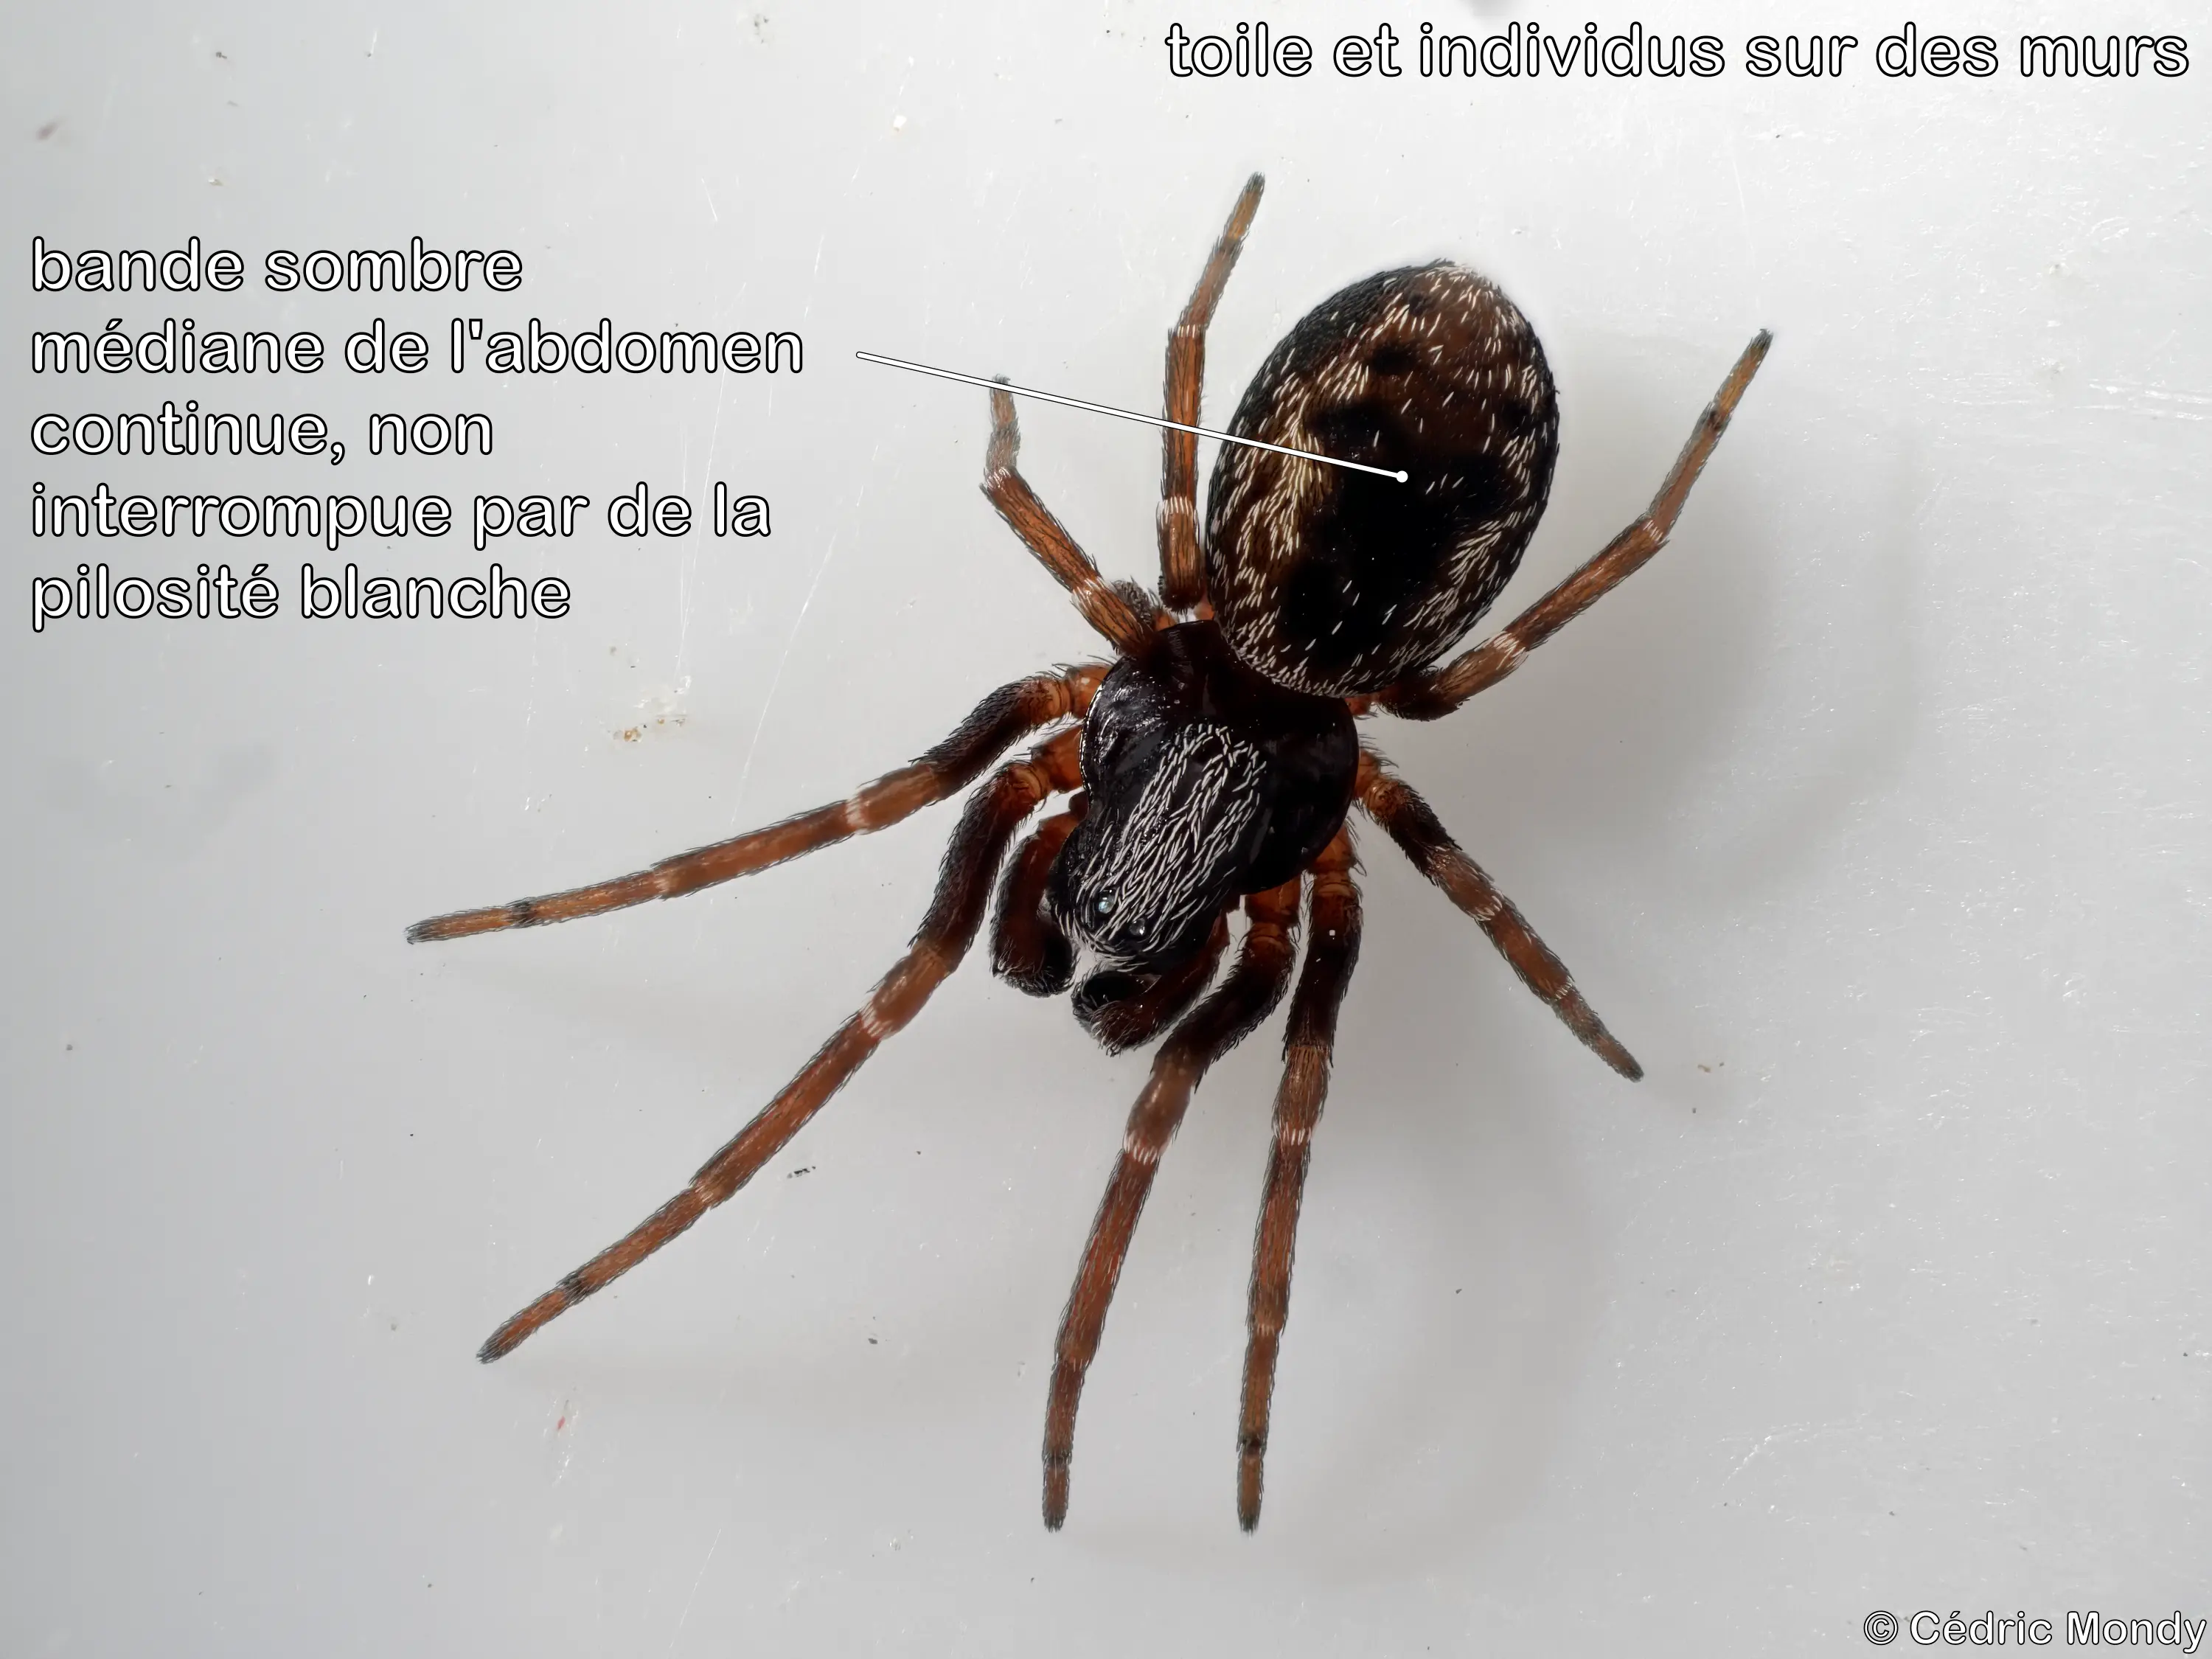 toile et individus sur des murs
bande sombre
médiane de l'abdomen
continue, non
interrompue par de la
pilosité blanche
© Cédric Mondy